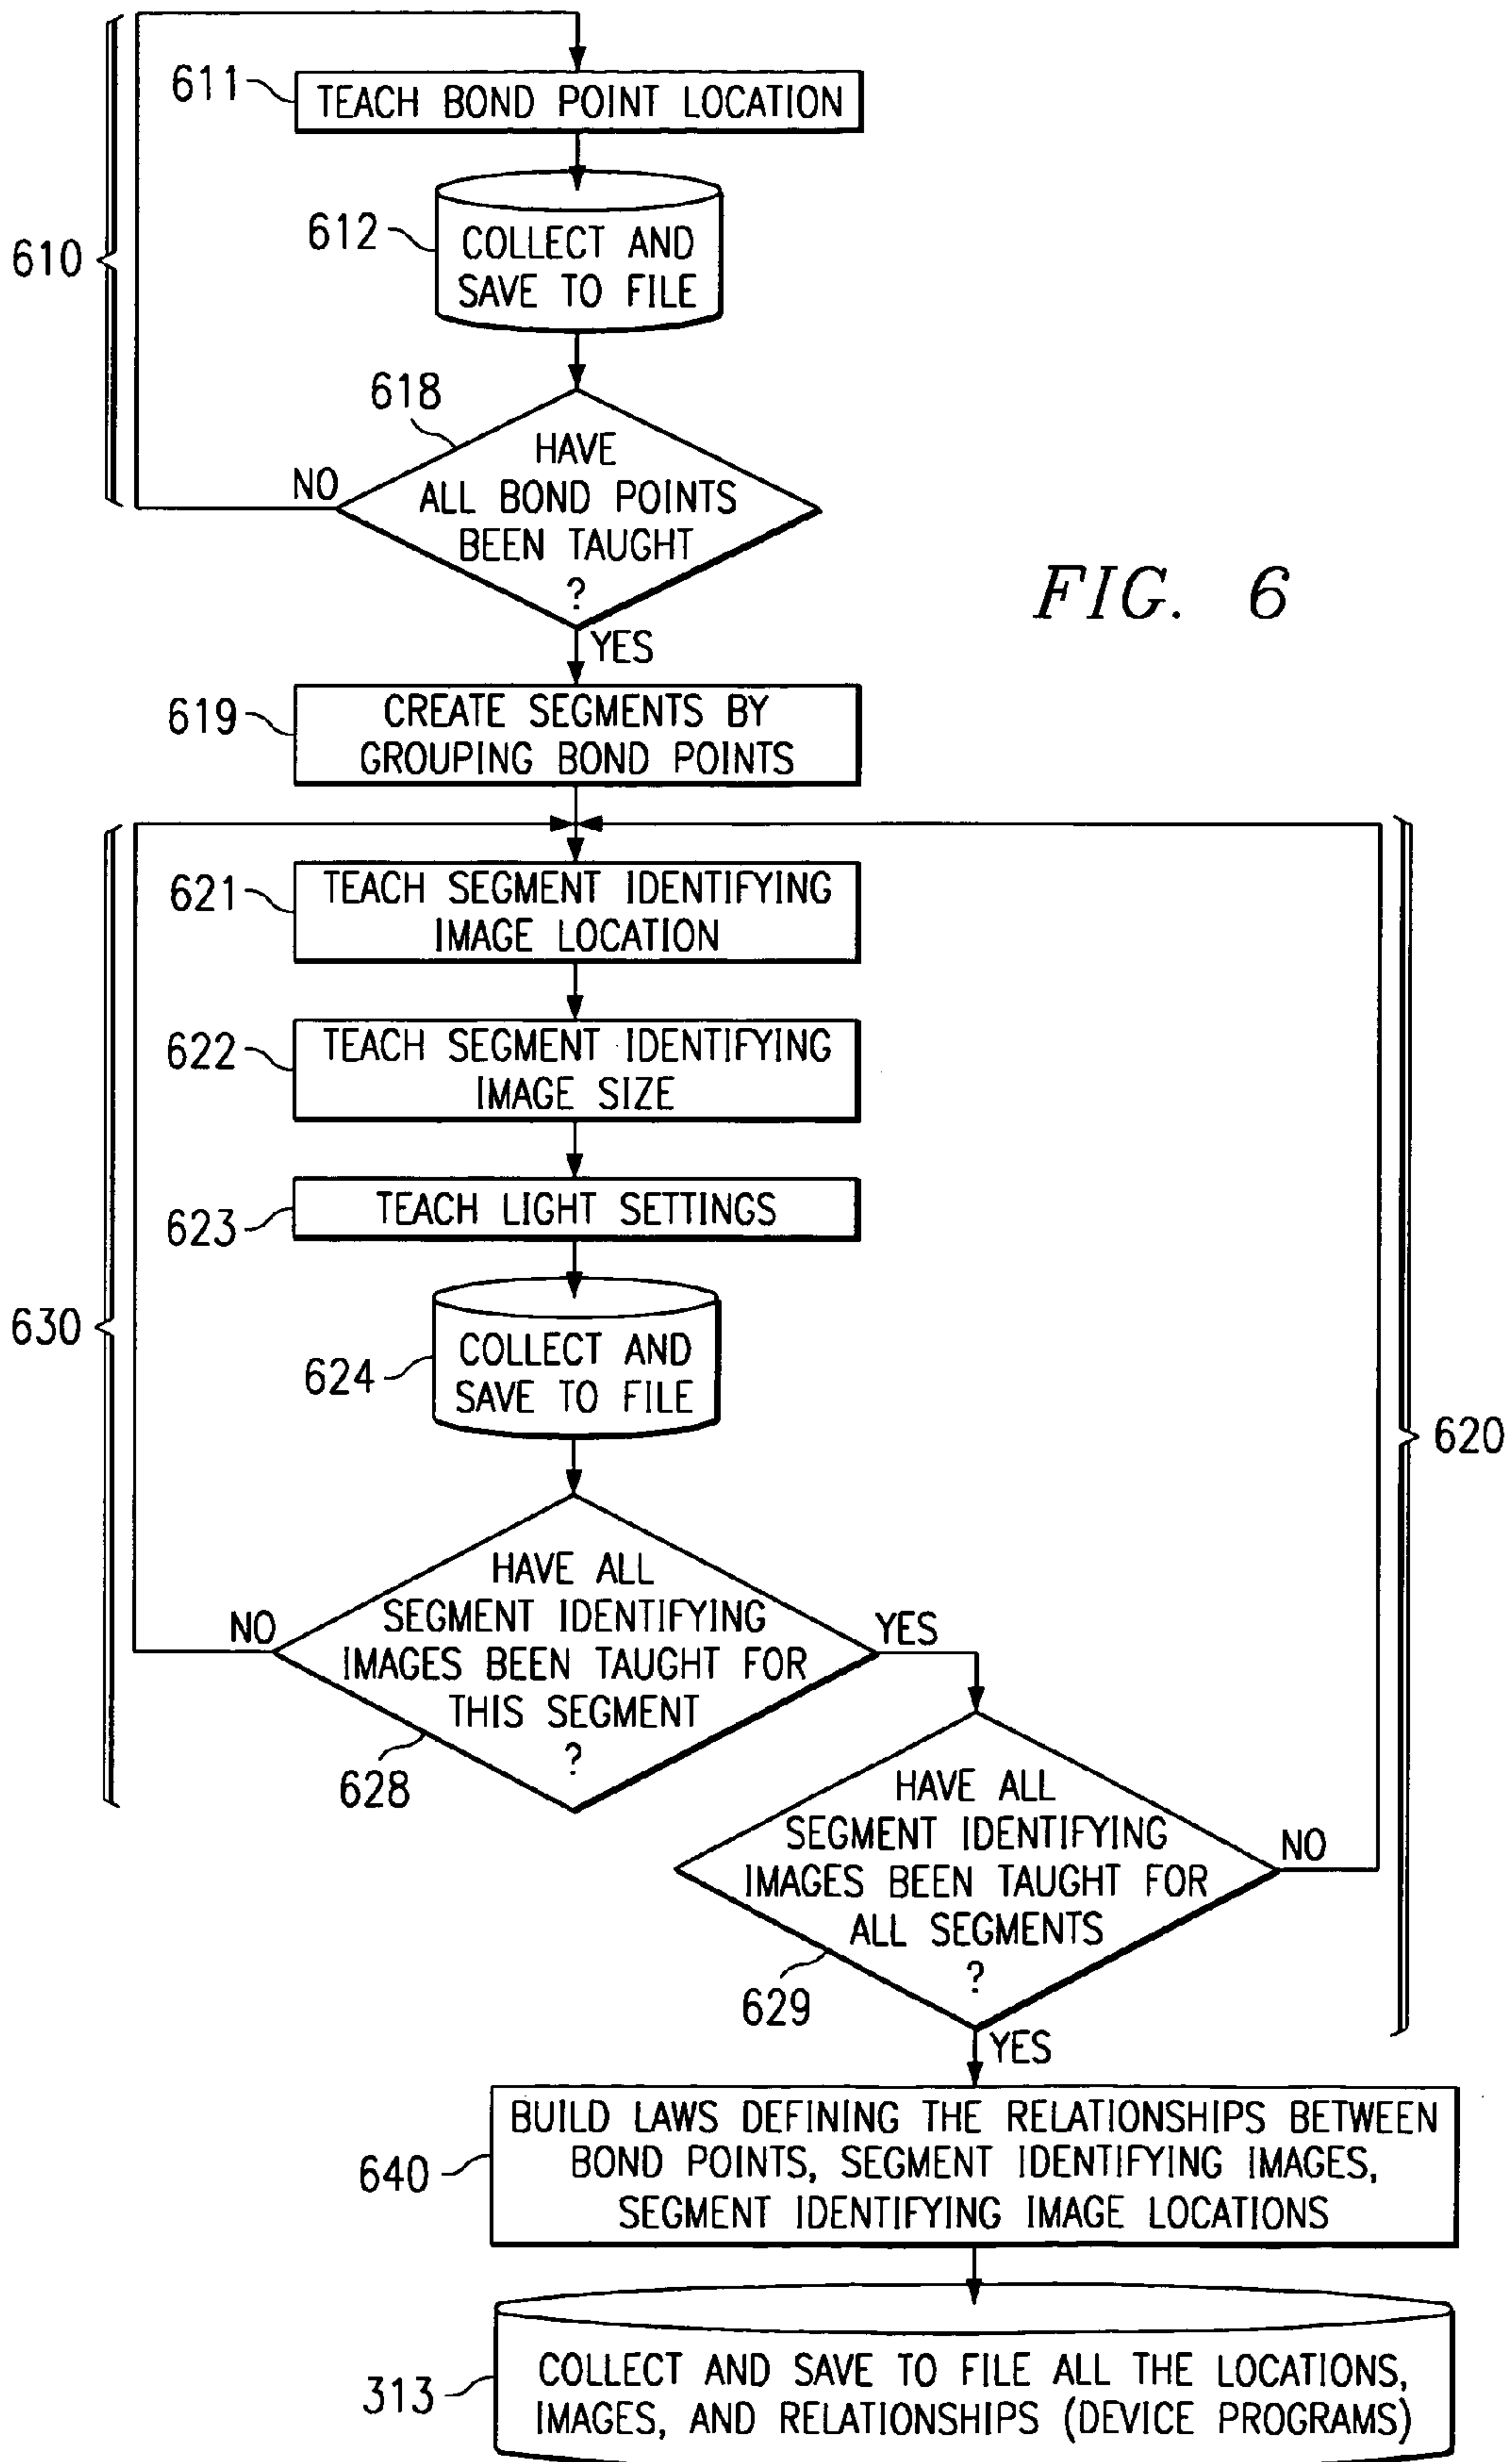 611
TEACH BOND POINT LOCATION
612
COLLECT AND
SAVE TO FILE
610
618
HAVE
ALL BOND POINTS
BEEN TAUGHT
?
NO
YES
FIG. 6
619
CREATE SEGMENTS BY
GROUPING BOND POINTS
621
TEACH SEGMENT IDENTIFYING
IMAGE LOCATION
622
TEACH SEGMENT IDENTIFYING
IMAGE SIZE
623
TEACH LIGHT SETTINGS
630
624
COLLECT AND
SAVE TO FILE
620
NO
HAVE ALL
SEGMENT IDENTIFYING
IMAGES BEEN TAUGHT FOR
THIS SEGMENT
?
YES
628
HAVE ALL
SEGMENT IDENTIFYING
IMAGES BEEN TAUGHT FOR
ALL SEGMENTS
?
NO
629
YES
640
BUILD LAWS DEFINING THE RELATIONSHIPS BETWEEN
BOND POINTS, SEGMENT IDENTIFYING IMAGES,
SEGMENT IDENTIFYING IMAGE LOCATIONS
313
COLLECT AND SAVE TO FILE ALL THE LOCATIONS,
IMAGES, AND RELATIONSHIPS (DEVICE PROGRAMS)